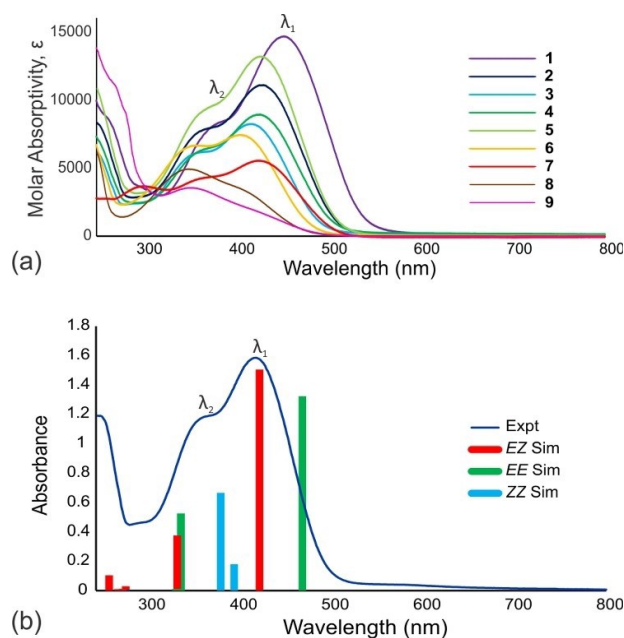 15000
10000
5000
0
Molar Absorptivity, ε
λ₁
λ₂
1
2
3
4
5
6
7
8
9
300 400 500 600 700 800
Wavelength (nm)
(a)
1.8
1.6
1.4
1.2
1
0.8
0.6
0.4
0.2
0
Absorbance
λ₁
λ₂
Expt
EZ Sim
EE Sim
ZZ Sim
300 400 500 600 700 800
Wavelength (nm)
(b)